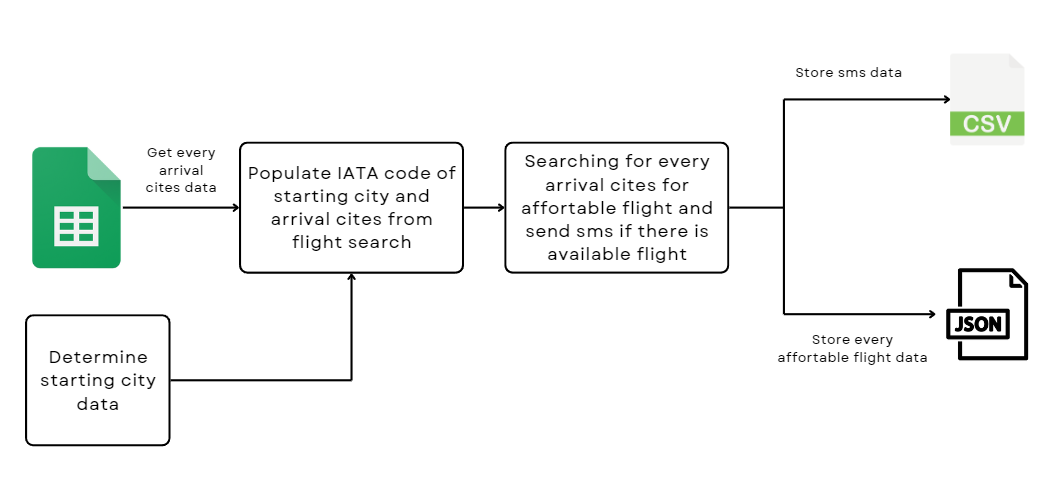 Store sms data
CSV
Get every
arrival
cites data
Populate IATA code of
starting city and
arrival cites from
flight search
Searching for every
arrival cites for
affortable flight and
send sms if there is
available flight
JSON
Store every
affortable flight data
Determine
starting city
data